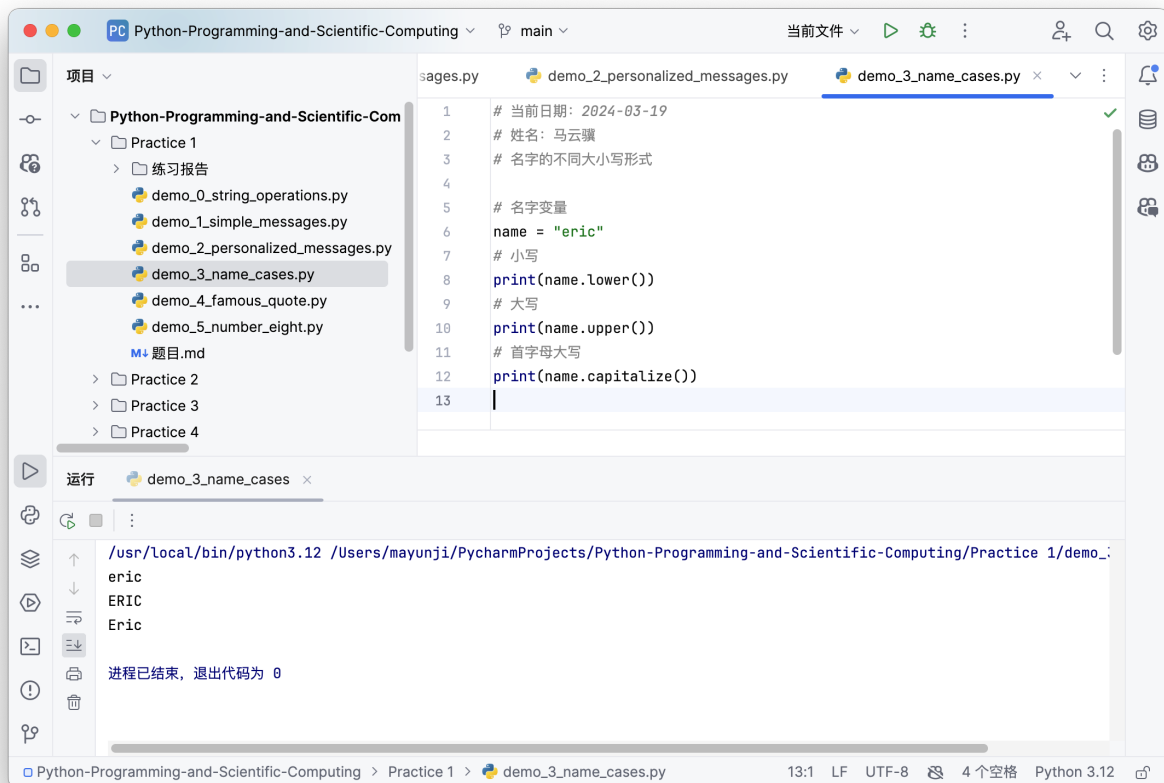 PC Python-Programming-and-Scientific-Computing main 当前文件
项目
Python-Programming-and-Scientific-Com
Practice 1
练习报告
demo_0_string_operations.py
demo_1_simple_messages.py
demo_2_personalized_messages.py
demo_3_name_cases.py
demo_4_famous_quote.py
demo_5_number_eight.py
M↓ 题目.md
Practice 2
Practice 3
Practice 4
sages.py demo_2_personalized_messages.py demo_3_name_cases.py
1 # 当前日期：2024-03-19
2 # 姓名：马云骥
3 # 名字的不同大小写形式
4
5 # 名字变量
6 name = "eric"
7 # 小写
8 print(name.lower())
9 # 大写
10 print(name.upper())
11 # 首字母大写
12 print(name.capitalize())
13
运行 demo_3_name_cases
/usr/local/bin/python3.12 /Users/mayunji/PycharmProjects/Python-Programming-and-Scientific-Computing/Practice 1/demo_
eric
ERIC
Eric
进程已结束，退出代码为 0
Python-Programming-and-Scientific-Computing > Practice 1 > demo_3_name_cases.py 13:1 LF UTF-8 4 个空格 Python 3.12